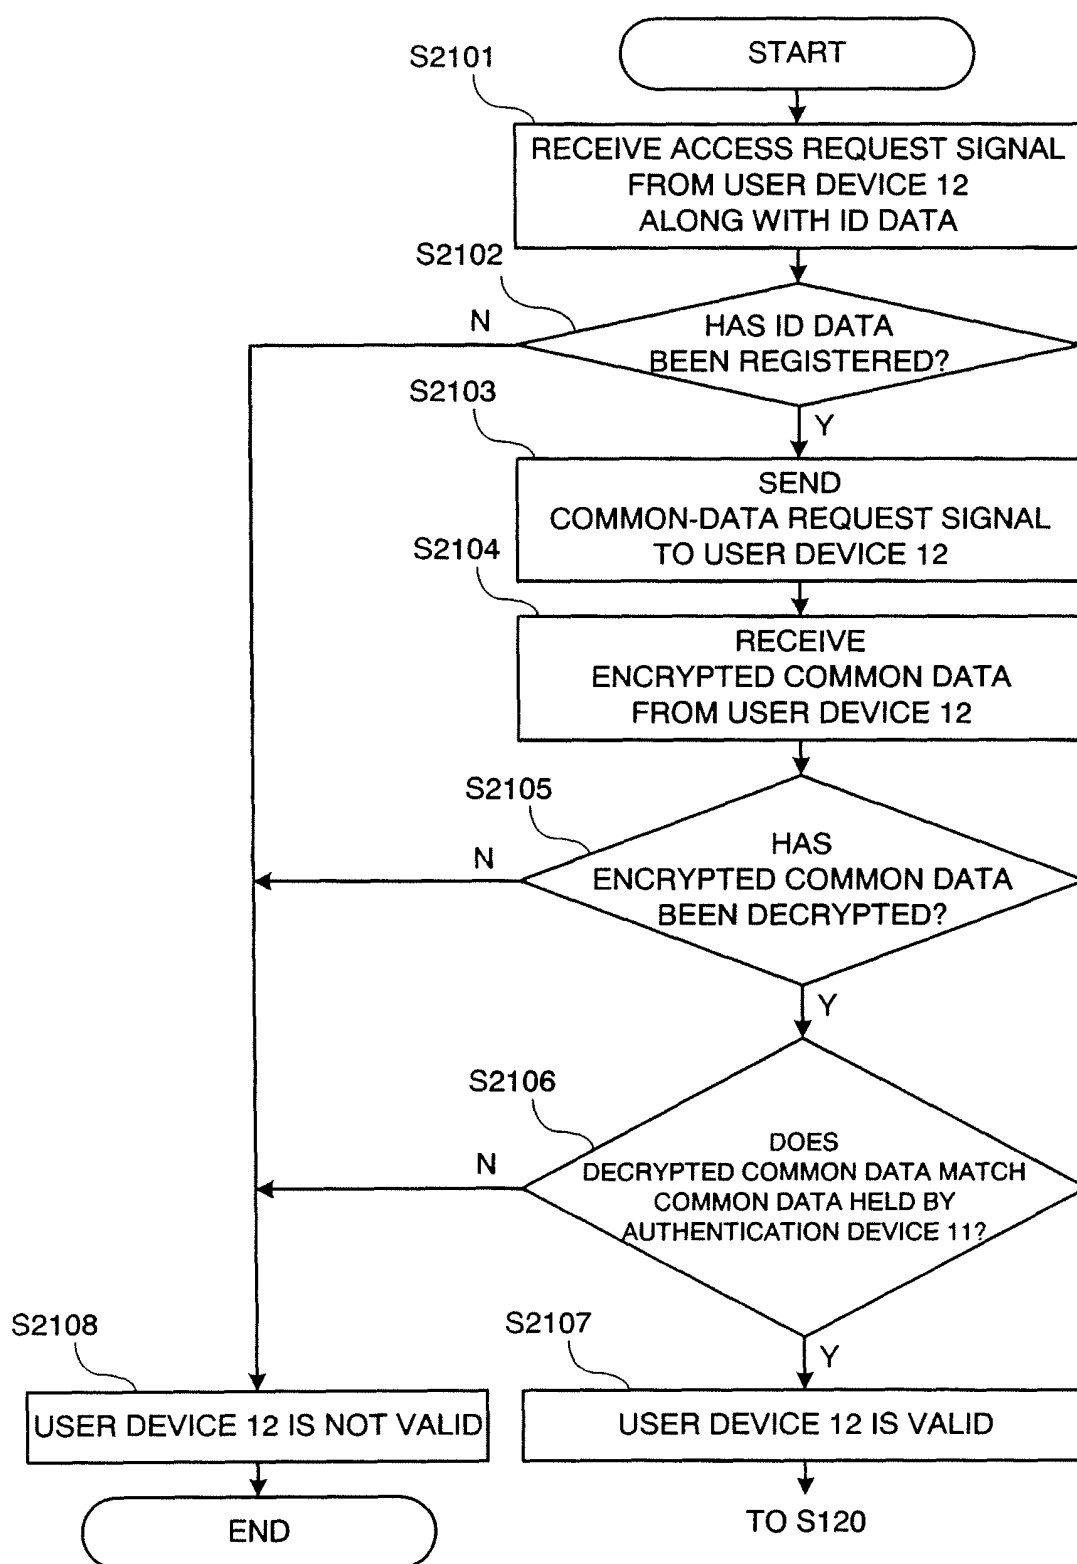 START
S2101
RECEIVE ACCESS REQUEST SIGNAL
FROM USER DEVICE 12
ALONG WITH ID DATA
S2102
N
HAS ID DATA
BEEN REGISTERED?
S2103
Y
SEND
COMMON-DATA REQUEST SIGNAL
TO USER DEVICE 12
S2104
RECEIVE
ENCRYPTED COMMON DATA
FROM USER DEVICE 12
S2105
N
HAS
ENCRYPTED COMMON DATA
BEEN DECRYPTED?
Y
S2106
N
DOES
DECRYPTED COMMON DATA MATCH
COMMON DATA HELD BY
AUTHENTICATION DEVICE 11?
Y
S2108
S2107
USER DEVICE 12 IS NOT VALID
USER DEVICE 12 IS VALID
END
TO S120